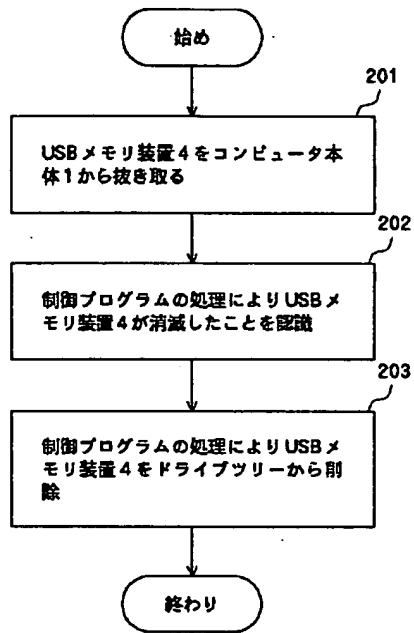 始め
201
USBメモリ装置4をコンピュータ本
体1から抜き取る
202
制御プログラムの処理によりUSBメ
モリ装置4が消滅したことを認識
203
制御プログラムの処理によりUSBメ
モリ装置4をドライブツリーから削
除
終わり